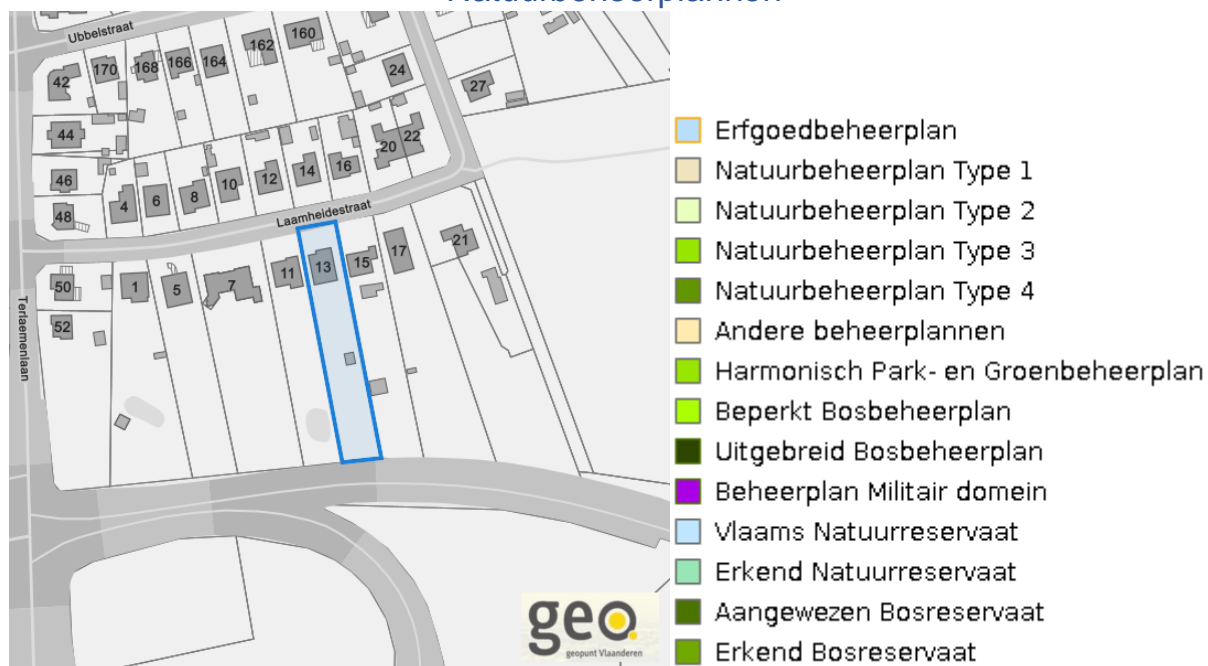 Natuurbeheerplannen
Ubbelstraat
160
162
164
166
168
170
42
24
27
44
22
20
16
14
12
10
8
6
4
46
48
Laamheidestraat
17
21
15
13
11
7
5
1
50
52
Terlaemenlaan
geo
geopunt Vlaanderen
Erfgoedbeheerplan
Natuurbeheerplan Type 1
Natuurbeheerplan Type 2
Natuurbeheerplan Type 3
Natuurbeheerplan Type 4
Andere beheerplannen
Harmonisch Park- en Groenbeheerplan
Beperkt Bosbeheerplan
Uitgebreid Bosbeheerplan
Beheerplan Militair domein
Vlaams Natuurreservaat
Erkend Natuurreservaat
Aangewezen Bosreservaat
Erkend Bosreservaat